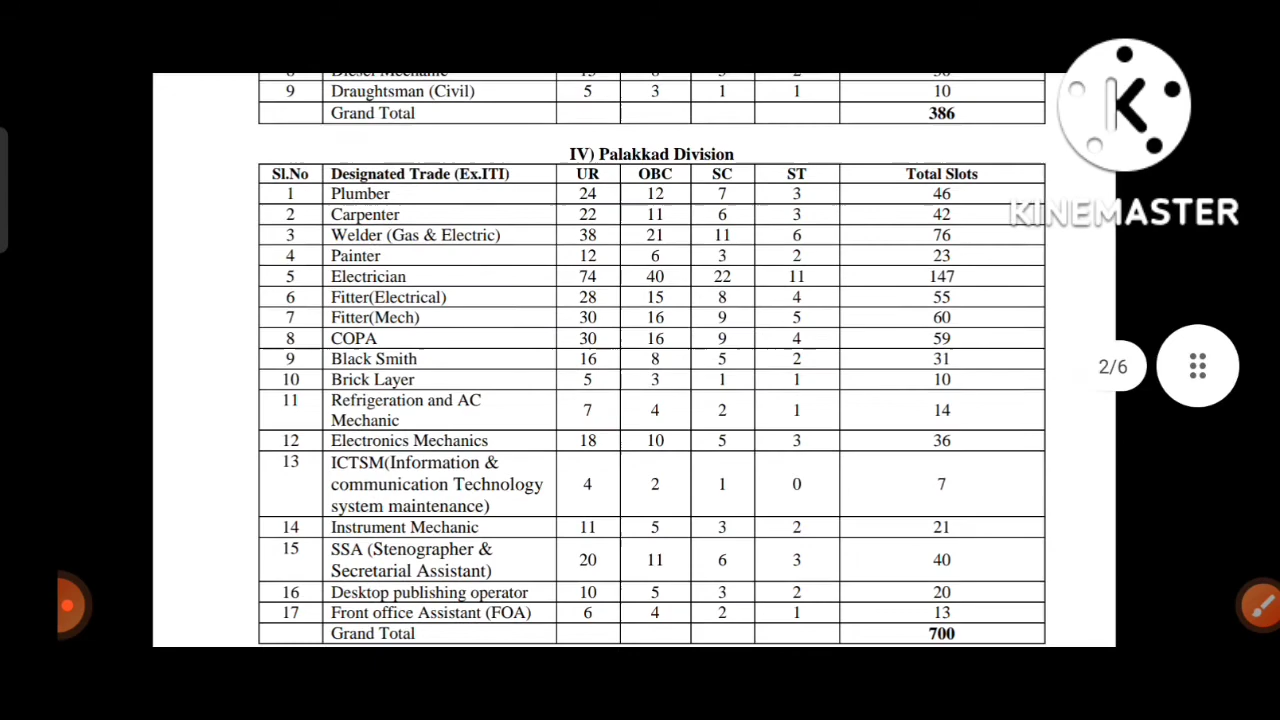 8 Diesel Mechanic 15 8 5 2 30
9 Draughtsman (Civil) 5 3 1 1 10
Grand Total 386
IV) Palakkad Division
Sl.No Designated Trade (Ex.ITI) UR OBC SC ST Total Slots
1 Plumber 24 12 7 3 46
2 Carpenter 22 11 6 3 42
3 Welder (Gas & Electric) 38 21 11 6 76
4 Painter 12 6 3 2 23
5 Electrician 74 40 22 11 147
6 Fitter(Electrical) 28 15 8 4 55
7 Fitter(Mech) 30 16 9 5 60
8 COPA 30 16 9 4 59
9 Black Smith 16 8 5 2 31
10 Brick Layer 5 3 1 1 10
11 Refrigeration and AC
Mechanic 7 4 2 1 14
12 Electronics Mechanics 18 10 5 3 36
13 ICTSM(Information &
communication Technology 4 2 1 0 7
system maintenance)
14 Instrument Mechanic 11 5 3 2 21
15 SSA (Stenographer &
Secretarial Assistant) 20 11 6 3 40
16 Desktop publishing operator 10 5 3 2 20
17 Front office Assistant (FOA) 6 4 2 1 13
Grand Total 700
KINEMASTER
2/6